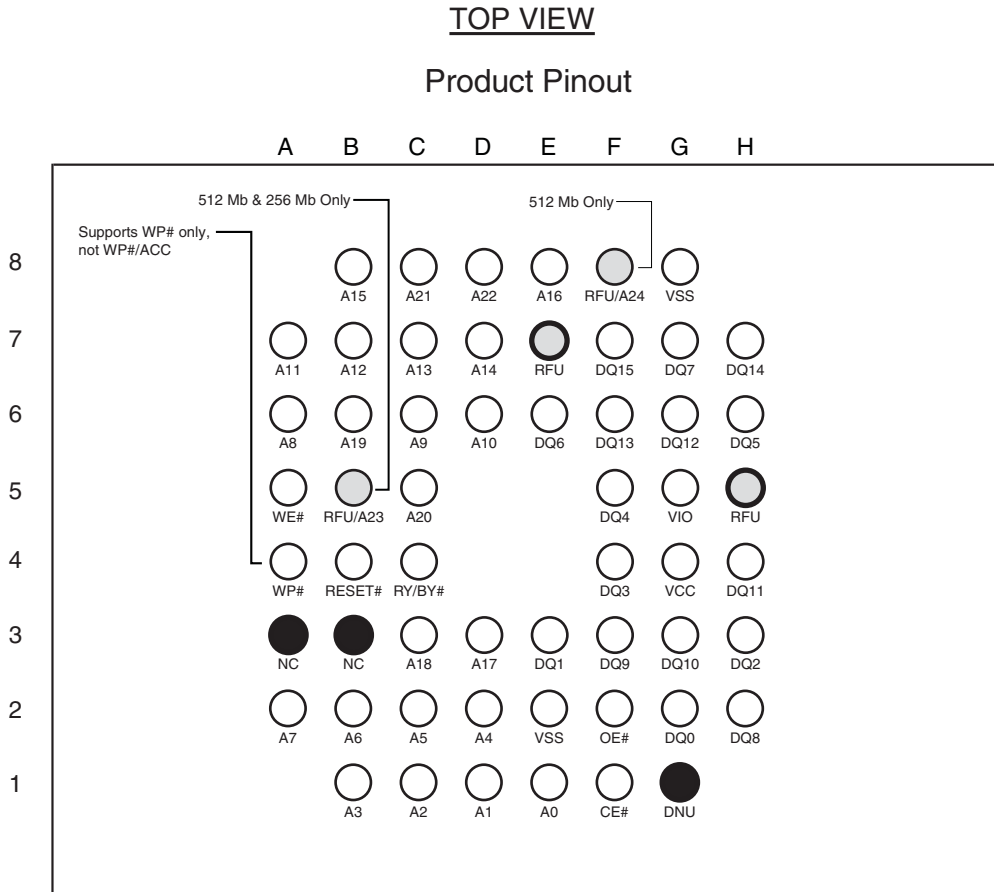 TOP VIEW
Product Pinout
A B C D E F G H
512 Mb & 256 Mb Only
512 Mb Only
Supports WP# only,
not WP#/ACC
8
A15 A21 A22 A16 RFU/A24 VSS
7
A11 A12 A13 A14 RFU DQ15 DQ7 DQ14
6
A8 A19 A9 A10 DQ6 DQ13 DQ12 DQ5
5
WE# RFU/A23 A20 DQ4 VIO RFU
4
WP# RESET# RY/BY# DQ3 VCC DQ11
3
NC NC A18 A17 DQ1 DQ9 DQ10 DQ2
2
A7 A6 A5 A4 VSS OE# DQ0 DQ8
1
A3 A2 A1 A0 CE# DNU